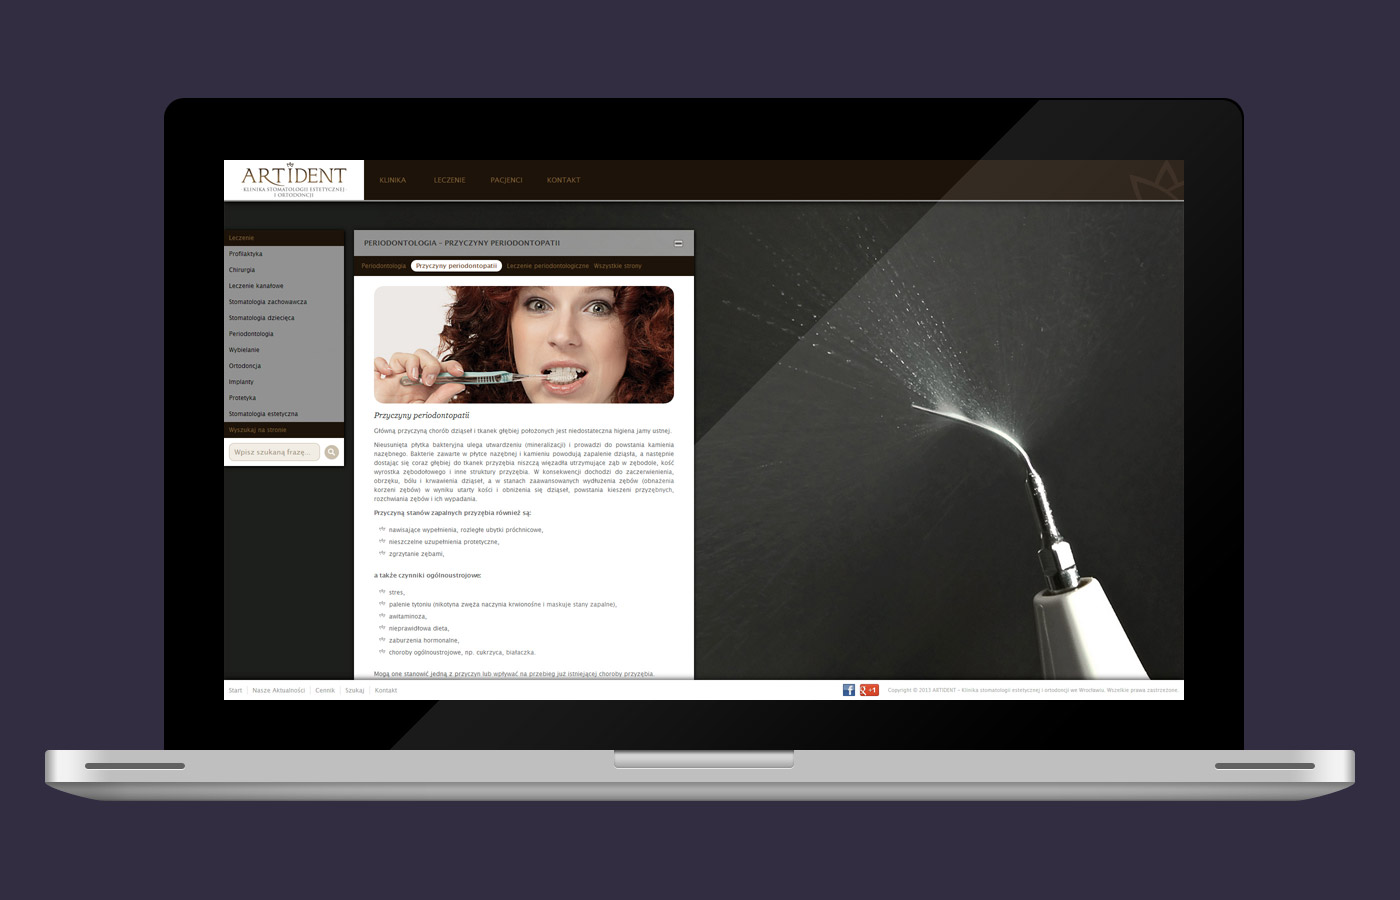 ARTIDENT
KLINIKA STOMATOLOGII ESTETYCZNEJ
I ORTODONCJI
KLINIKA LECZENIE PACJENCI KONTAKT
Leczenie
Profilaktyka
Chirurgia
Leczenie kanałowe
Stomatologia zachowawcza
Stomatologia dziecięca
Periodontologia
Wybielanie
Ortodoncja
Implanty
Protetyka
Stomatologia estetyczna
Wyszukaj na stronie
Wpisz szukaną frazę...
PERIODONTOLOGIA – PRZYCZYNY PERIODONTOPATII
Periodontologia Przyczyny periodontopatii Leczenie periodontologiczne Wszystkie strony
Przyczyny periodontopatii
Główną przyczyną chorób dziąseł i tkanek głębiej położonych jest niedostateczna higiena jamy ustnej.
Nieusunięta płytka bakteryjna ulega utwardzeniu (mineralizacji) i prowadzi do powstania kamienia
nazębnego. Bakterie zawarte w płytce nazębnej i kamieniu powodują zapalenie dziąsła, a następnie
dostając się coraz głębiej do tkanek przyzębia niszczą więzadła utrzymujące ząb w zębodole, kość
wyrostka zębodołowego i inne struktury przyzębia. W konsekwencji dochodzi do zaczerwienienia,
obrzęku, bólu i krwawienia dziąseł, a w stanach zaawansowanych wydłużenia zębów (obnażenia
korzeni zębów) w wyniku utarty kości i obniżenia się dziąseł, powstania kieszeni przyzębnych,
rozchwiania zębów i ich wypadania.
Przyczyną stanów zapalnych przyzębia również są:
nawisające wypełnienia, rozległe ubytki próchnicowe,
nieszczelne uzupełnienia protetyczne,
zgrzytanie zębami,
a także czynniki ogólnoustrojowe:
stres,
palenie tytoniu (nikotyna zwęża naczynia krwionośne i maskuje stany zapalne),
awitaminoza,
nieprawidłowa dieta,
zaburzenia hormonalne,
choroby ogólnoustrojowe, np. cukrzyca, białaczka.
Mogą one stanowić jedną z przyczyn lub wpływać na przebieg już istniejącej choroby przyzębia.
Start Nasze Aktualności Cennik Szukaj Kontakt
f g +1
Copyright © 2013 ARTIDENT – Klinika stomatologii estetycznej i ortodoncji we Wrocławiu. Wszelkie prawa zastrzeżone.